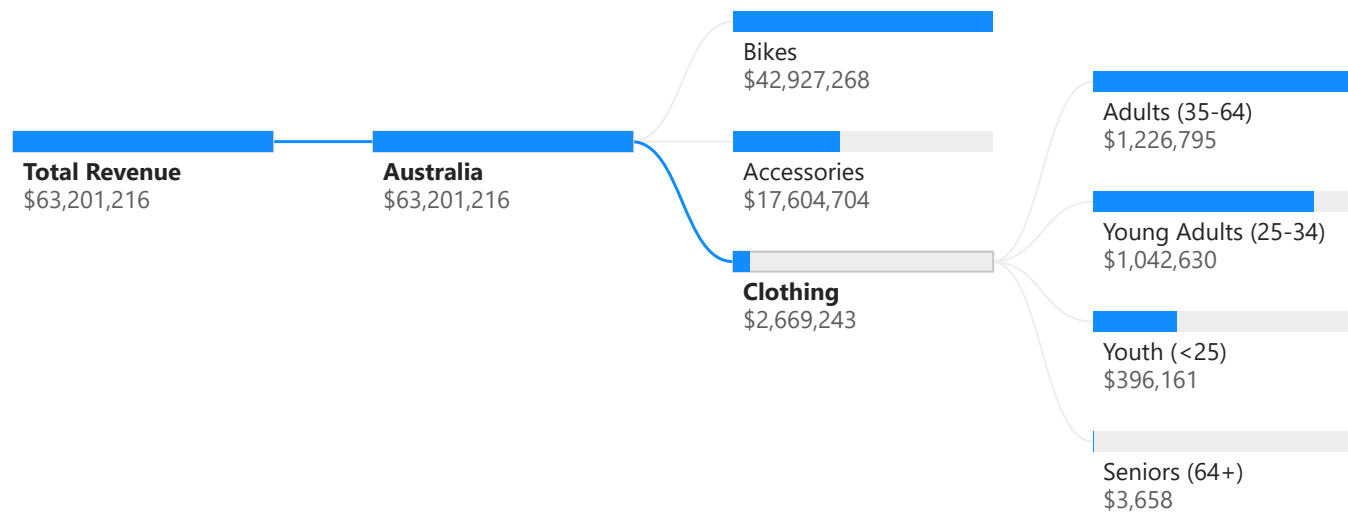 Total Revenue
$63,201,216
Australia
$63,201,216
Bikes
$42,927,268
Accessories
$17,604,704
Clothing
$2,669,243
Adults (35-64)
$1,226,795
Young Adults (25-34)
$1,042,630
Youth (<25)
$396,161
Seniors (64+)
$3,658